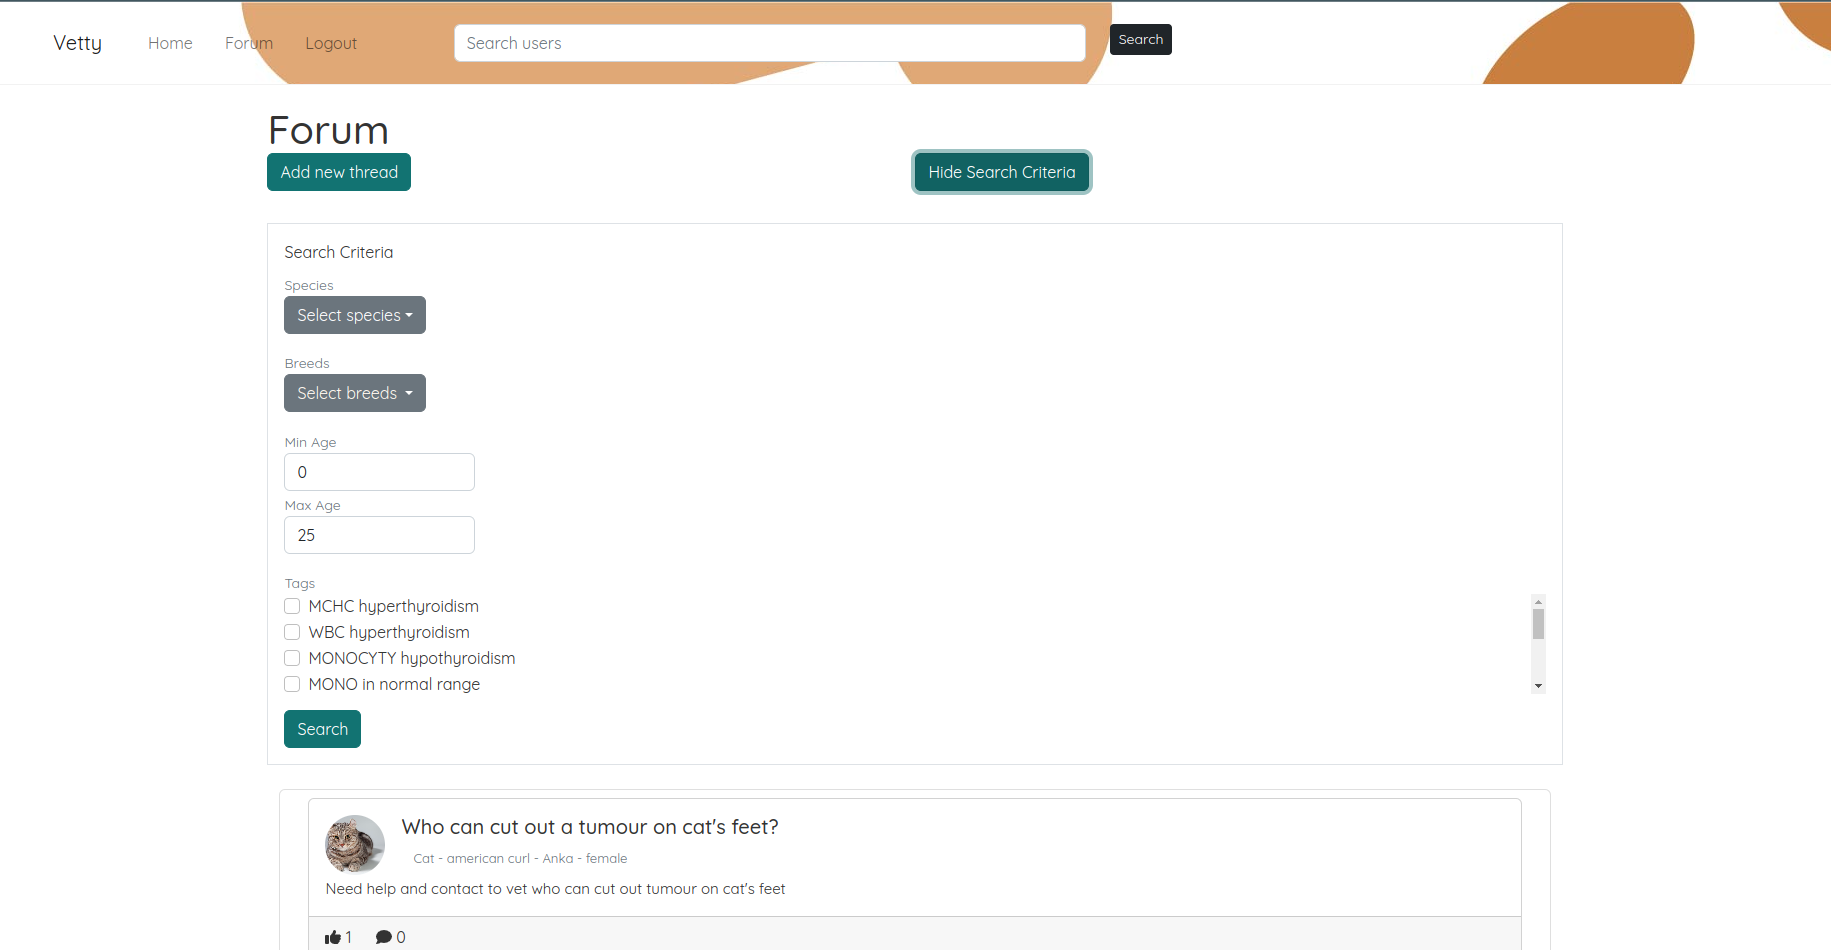 Vetty Home Forum Logout Search users Search
Forum
Add new thread Hide Search Criteria
Search Criteria
Species
Select species
Breeds
Select breeds
Min Age
0
Max Age
25
Tags
MCHC hyperthyroidism
WBC hyperthyroidism
MONOCYTY hypothyroidism
MONO in normal range
Search
Who can cut out a tumour on cat's feet?
Cat - american curl - Anka - female
Need help and contact to vet who can cut out tumour on cat's feet
1 0